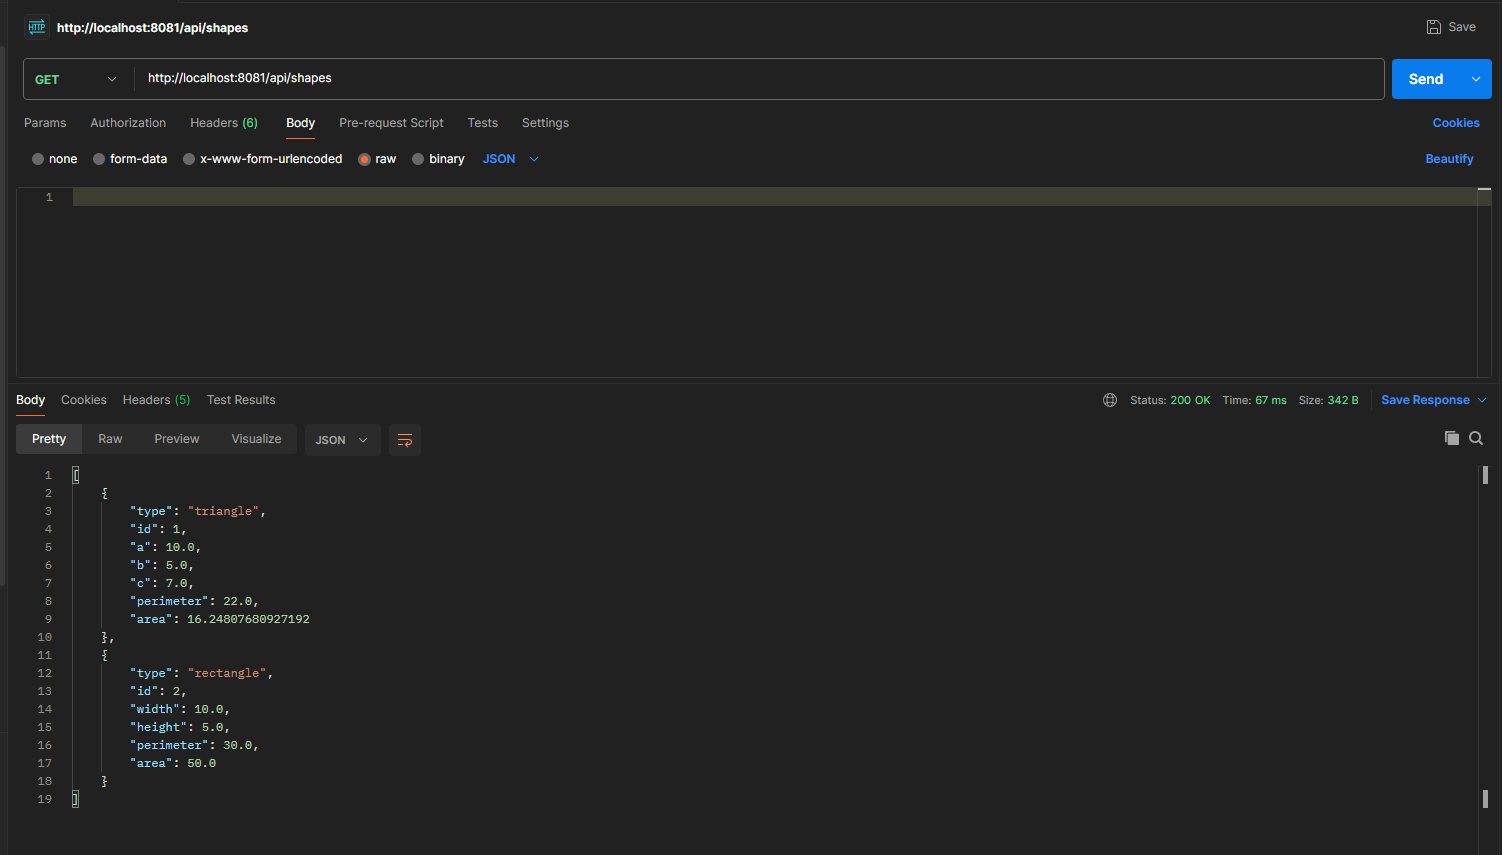 HTTP http://localhost:8081/api/shapes Save
GET http://localhost:8081/api/shapes Send
Params Authorization Headers (6) Body Pre-request Script Tests Settings Cookies
none form-data x-www-form-urlencoded raw binary JSON Beautify
1
Body Cookies Headers (5) Test Results Status: 200 OK Time: 67 ms Size: 342 B Save Response
Pretty Raw Preview Visualize JSON
1 [
2 {
3 "type": "triangle",
4 "id": 1,
5 "a": 10.0,
6 "b": 5.0,
7 "c": 7.0,
8 "perimeter": 22.0,
9 "area": 16.24807680927192
10 },
11 {
12 "type": "rectangle",
13 "id": 2,
14 "width": 10.0,
15 "height": 5.0,
16 "perimeter": 30.0,
17 "area": 50.0
18 }
19 ]